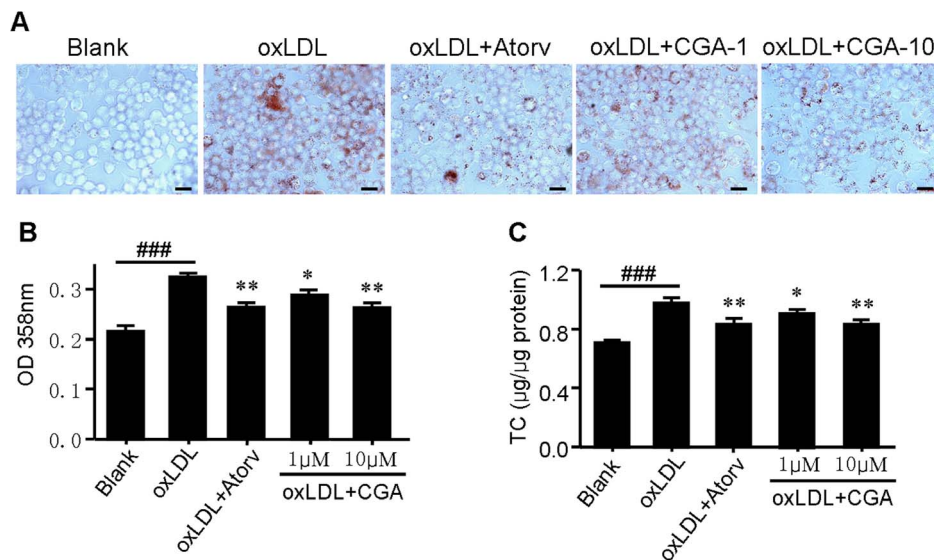 A
Blank
oxLDL
oxLDL+Atorv
oxLDL+CGA-1
oxLDL+CGA-10
B
###
**
*
**
OD 358nm
0.3
0.2
0.1
0.0
Blank
oxLDL
oxLDL+Atorv
1µM
10µM
oxLDL+CGA
C
###
**
*
**
TC (µg/µg protein)
1.2
0.8
0.4
0.0
Blank
oxLDL
oxLDL+Atorv
1µM
10µM
oxLDL+CGA